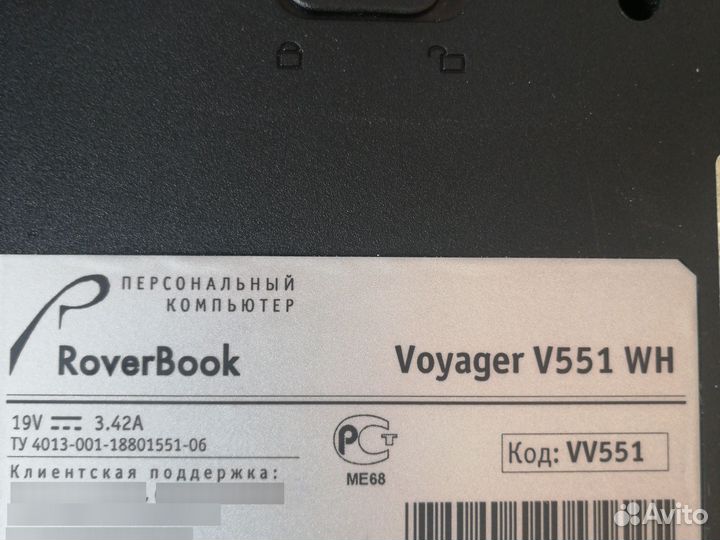 ПЕРСОНАЛЬНЫЙ
КОМПЬЮТЕР
RoverBook
Voyager V551 WH
19V 3.42A
ТУ 4013-001-18801551-06
Клиентская поддержка:
РСТ
ME68
Код: VV551
Avito